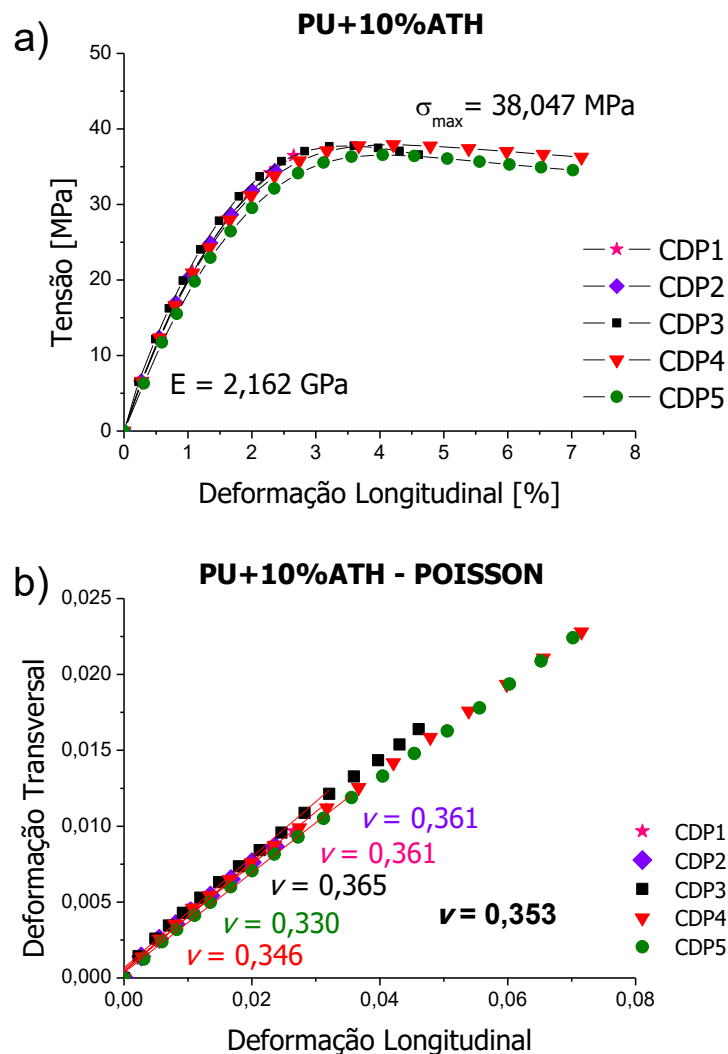 a)
PU+10%ATH
σmax = 38,047 MPa
E = 2,162 GPa
Tensão [MPa]
50
40
30
20
10
0
0 1 2 3 4 5 6 7 8
Deformação Longitudinal [%]
CDP1
CDP2
CDP3
CDP4
CDP5
b)
PU+10%ATH - POISSON
Deformação Transversal
0,025
0,020
0,015
0,010
0,005
0,000
ν = 0,361
ν = 0,361
ν = 0,365
ν = 0,330
ν = 0,346
ν = 0,353
0,00 0,02 0,04 0,06 0,08
Deformação Longitudinal
CDP1
CDP2
CDP3
CDP4
CDP5